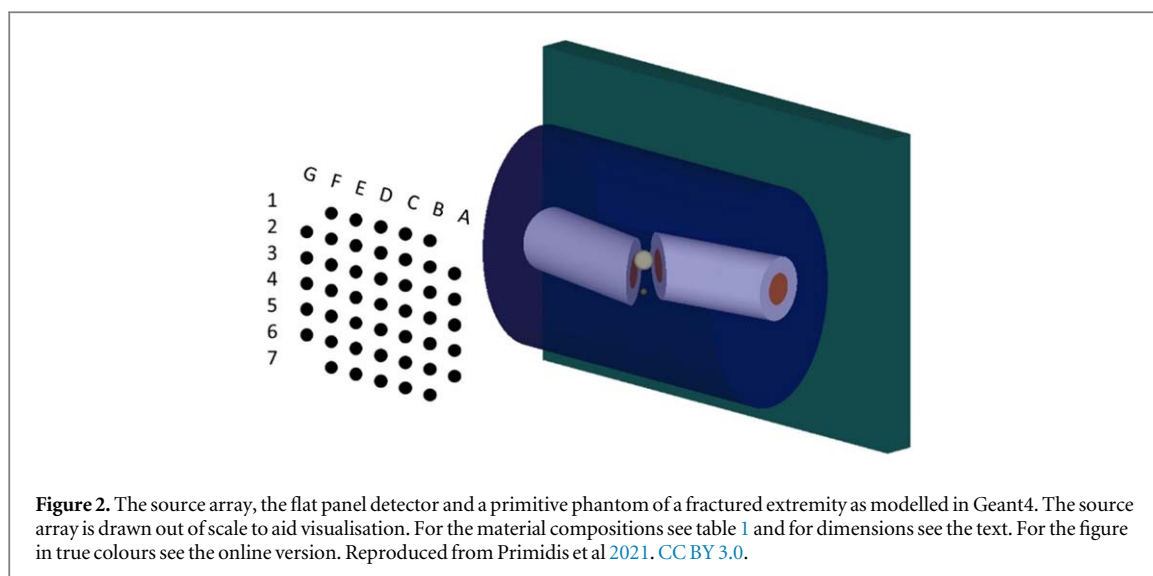 G F E D C B A
1
2
3
4
5
6
7
Figure 2. The source array, the flat panel detector and a primitive phantom of a fractured extremity as modelled in Geant4. The source
array is drawn out of scale to aid visualisation. For the material compositions see table 1 and for dimensions see the text. For the figure
in true colours see the online version. Reproduced from Primidis et al 2021. CC BY 3.0.